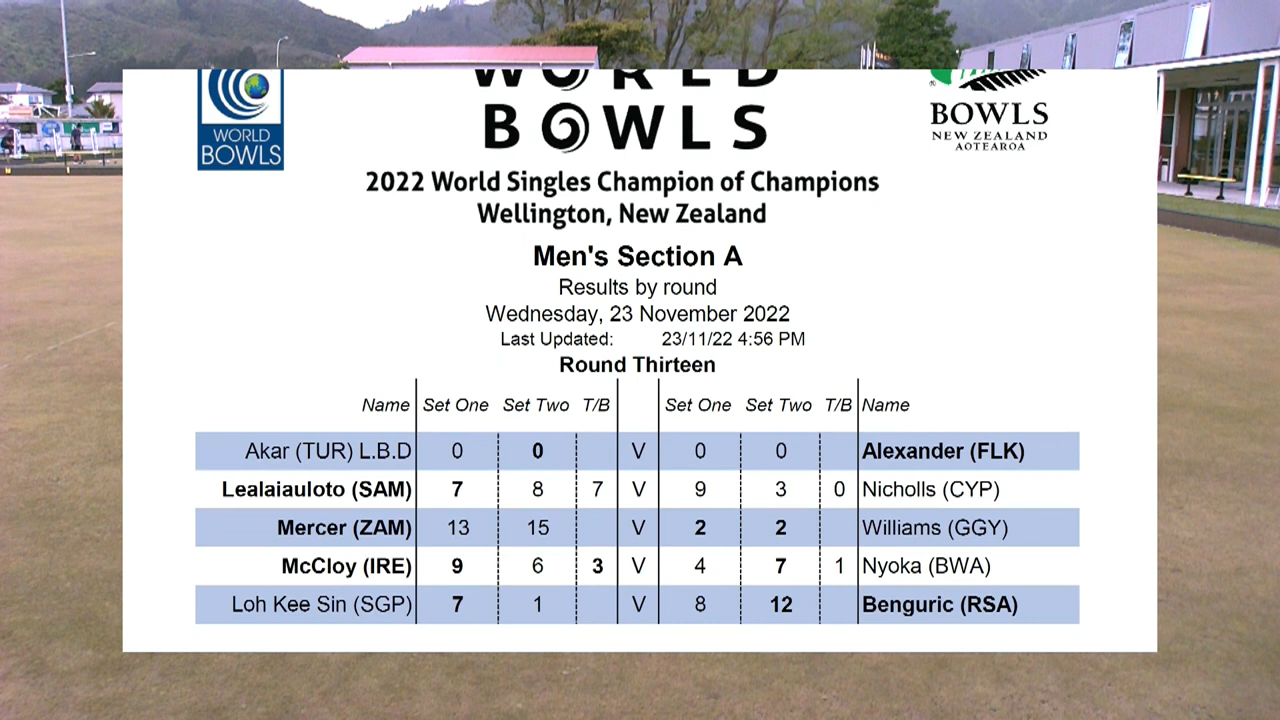 WORLD
BOWLS
WORLD
BOWLS
BOWLS
NEW ZEALAND
AOTEAROA
2022 World Singles Champion of Champions
Wellington, New Zealand
Men's Section A
Results by round
Wednesday, 23 November 2022
Last Updated: 23/11/22 4:56 PM
Round Thirteen
Name Set One Set Two T/B Set One Set Two T/B Name
Akar (TUR) L.B.D 0 0 V 0 0 Alexander (FLK)
Lealaiauloto (SAM) 7 8 7 V 9 3 0 Nicholls (CYP)
Mercer (ZAM) 13 15 V 2 2 Williams (GGY)
McCloy (IRE) 9 6 3 V 4 7 1 Nyoka (BWA)
Loh Kee Sin (SGP) 7 1 V 8 12 Benguric (RSA)